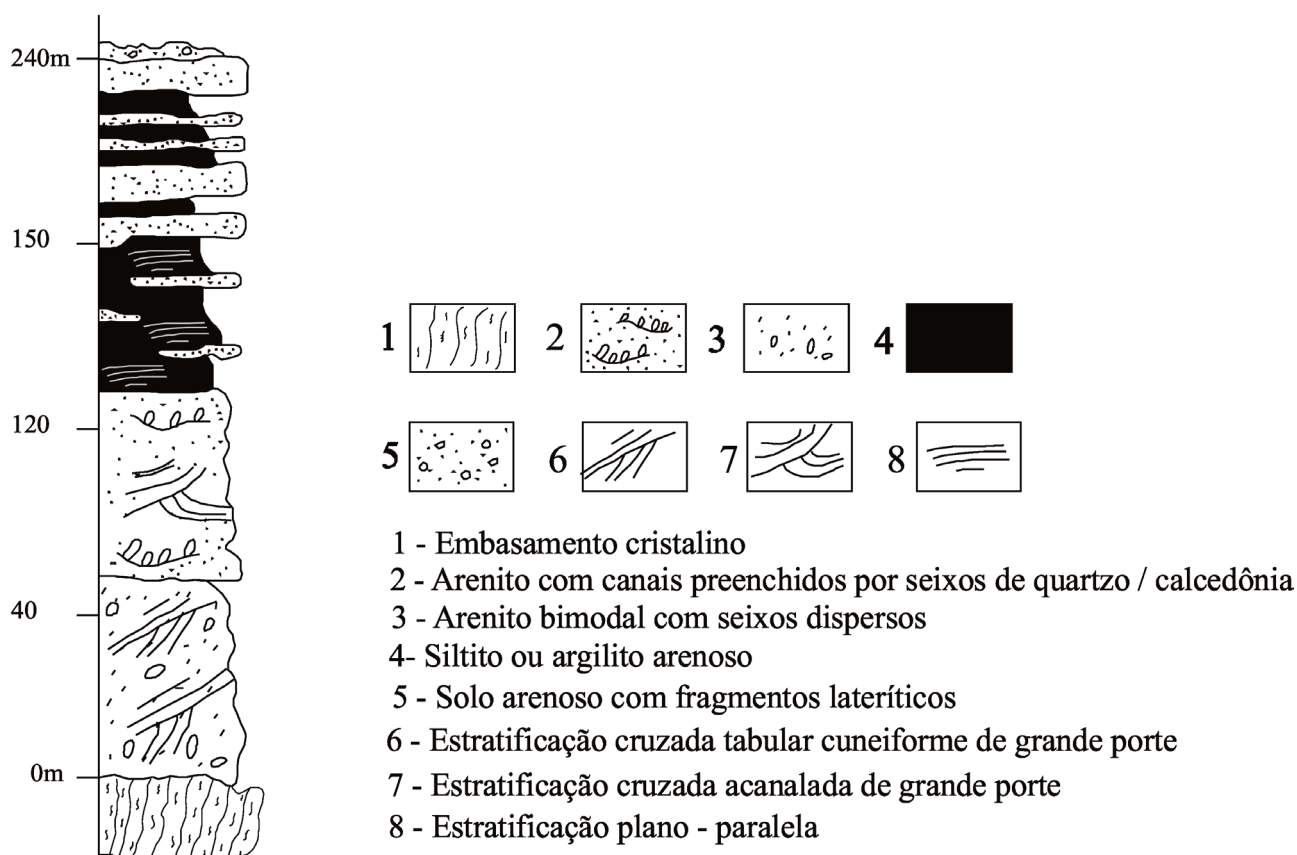 240m
150
120
40
0m
1 2 3 4
5 6 7 8
1 - Embasamento cristalino
2 - Arenito com canais preenchidos por seixos de quartzo / calcedônia
3 - Arenito bimodal com seixos dispersos
4- Siltito ou argilito arenoso
5 - Solo arenoso com fragmentos lateríticos
6 - Estratificação cruzada tabular cuneiforme de grande porte
7 - Estratificação cruzada acanalada de grande porte
8 - Estratificação plano - paralela